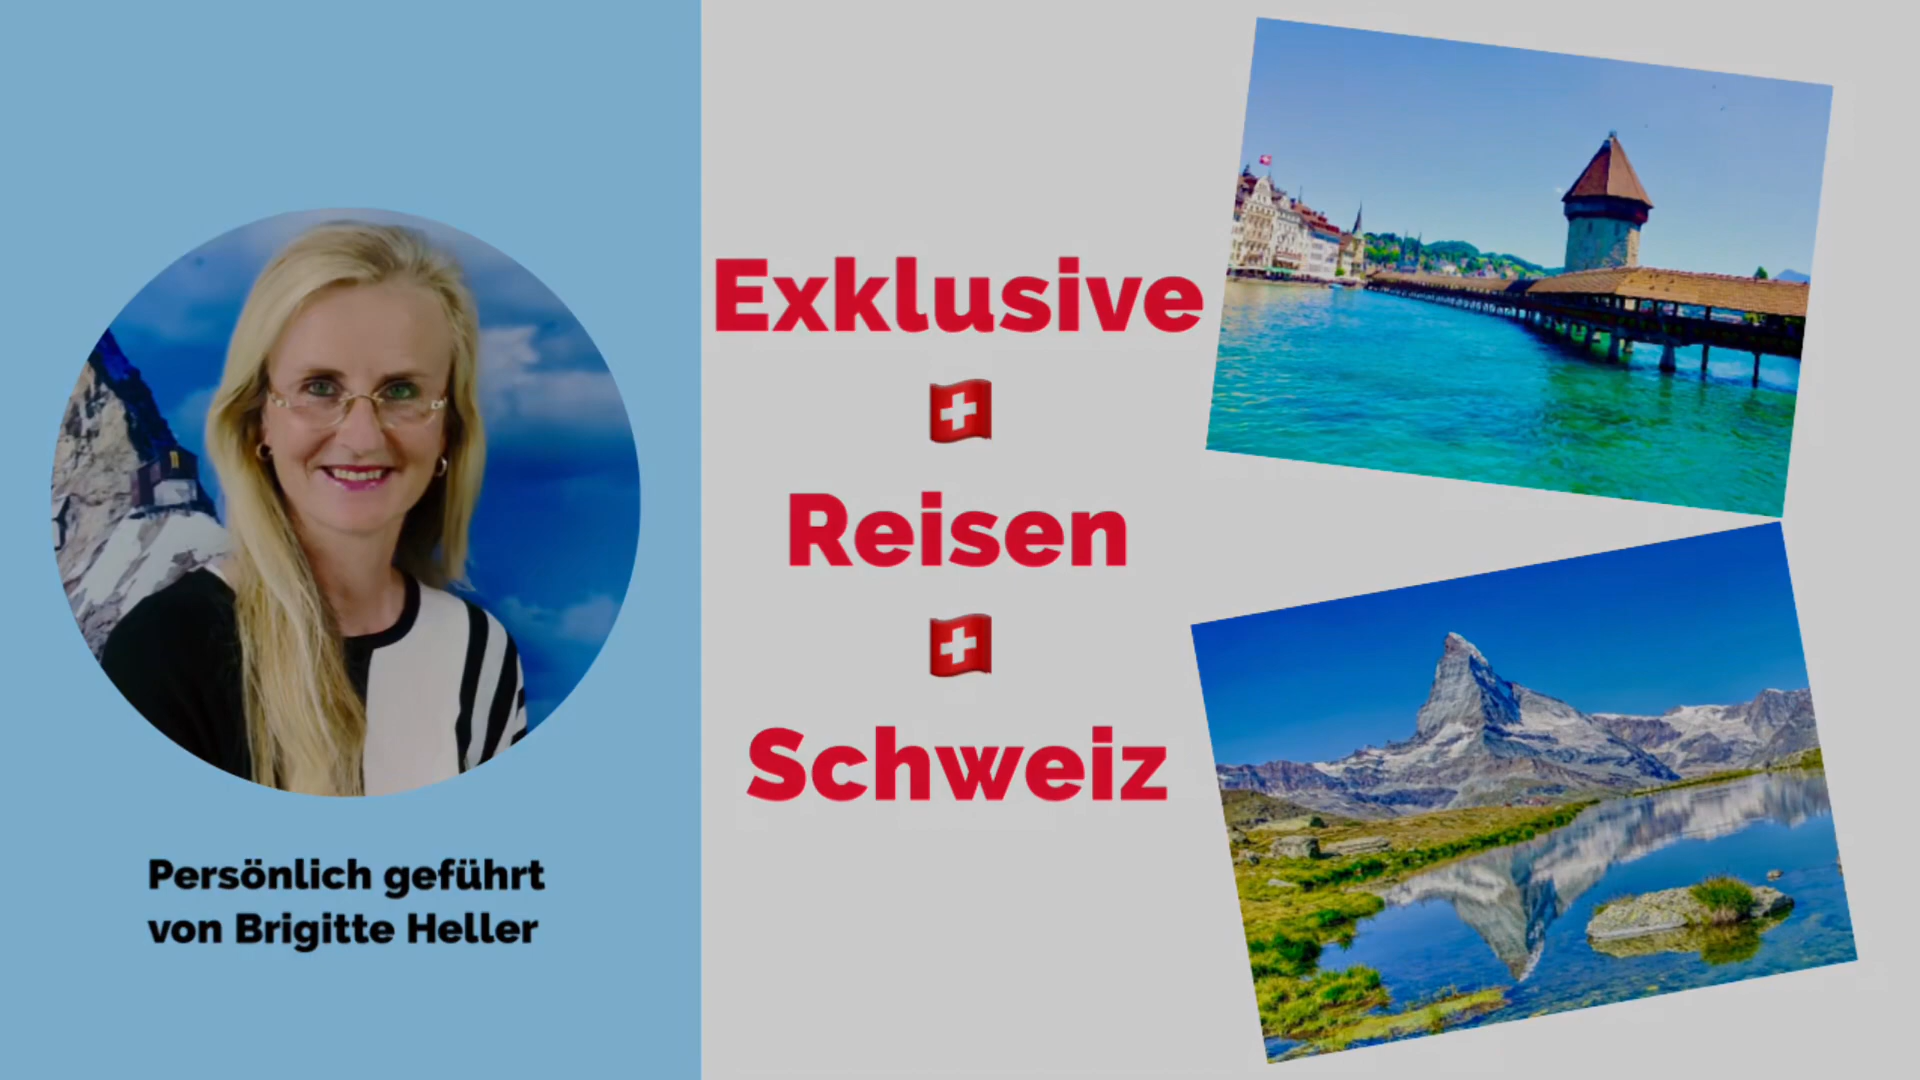 Persönlich geführt
von Brigitte Heller
Exklusive
Reisen
Schweiz